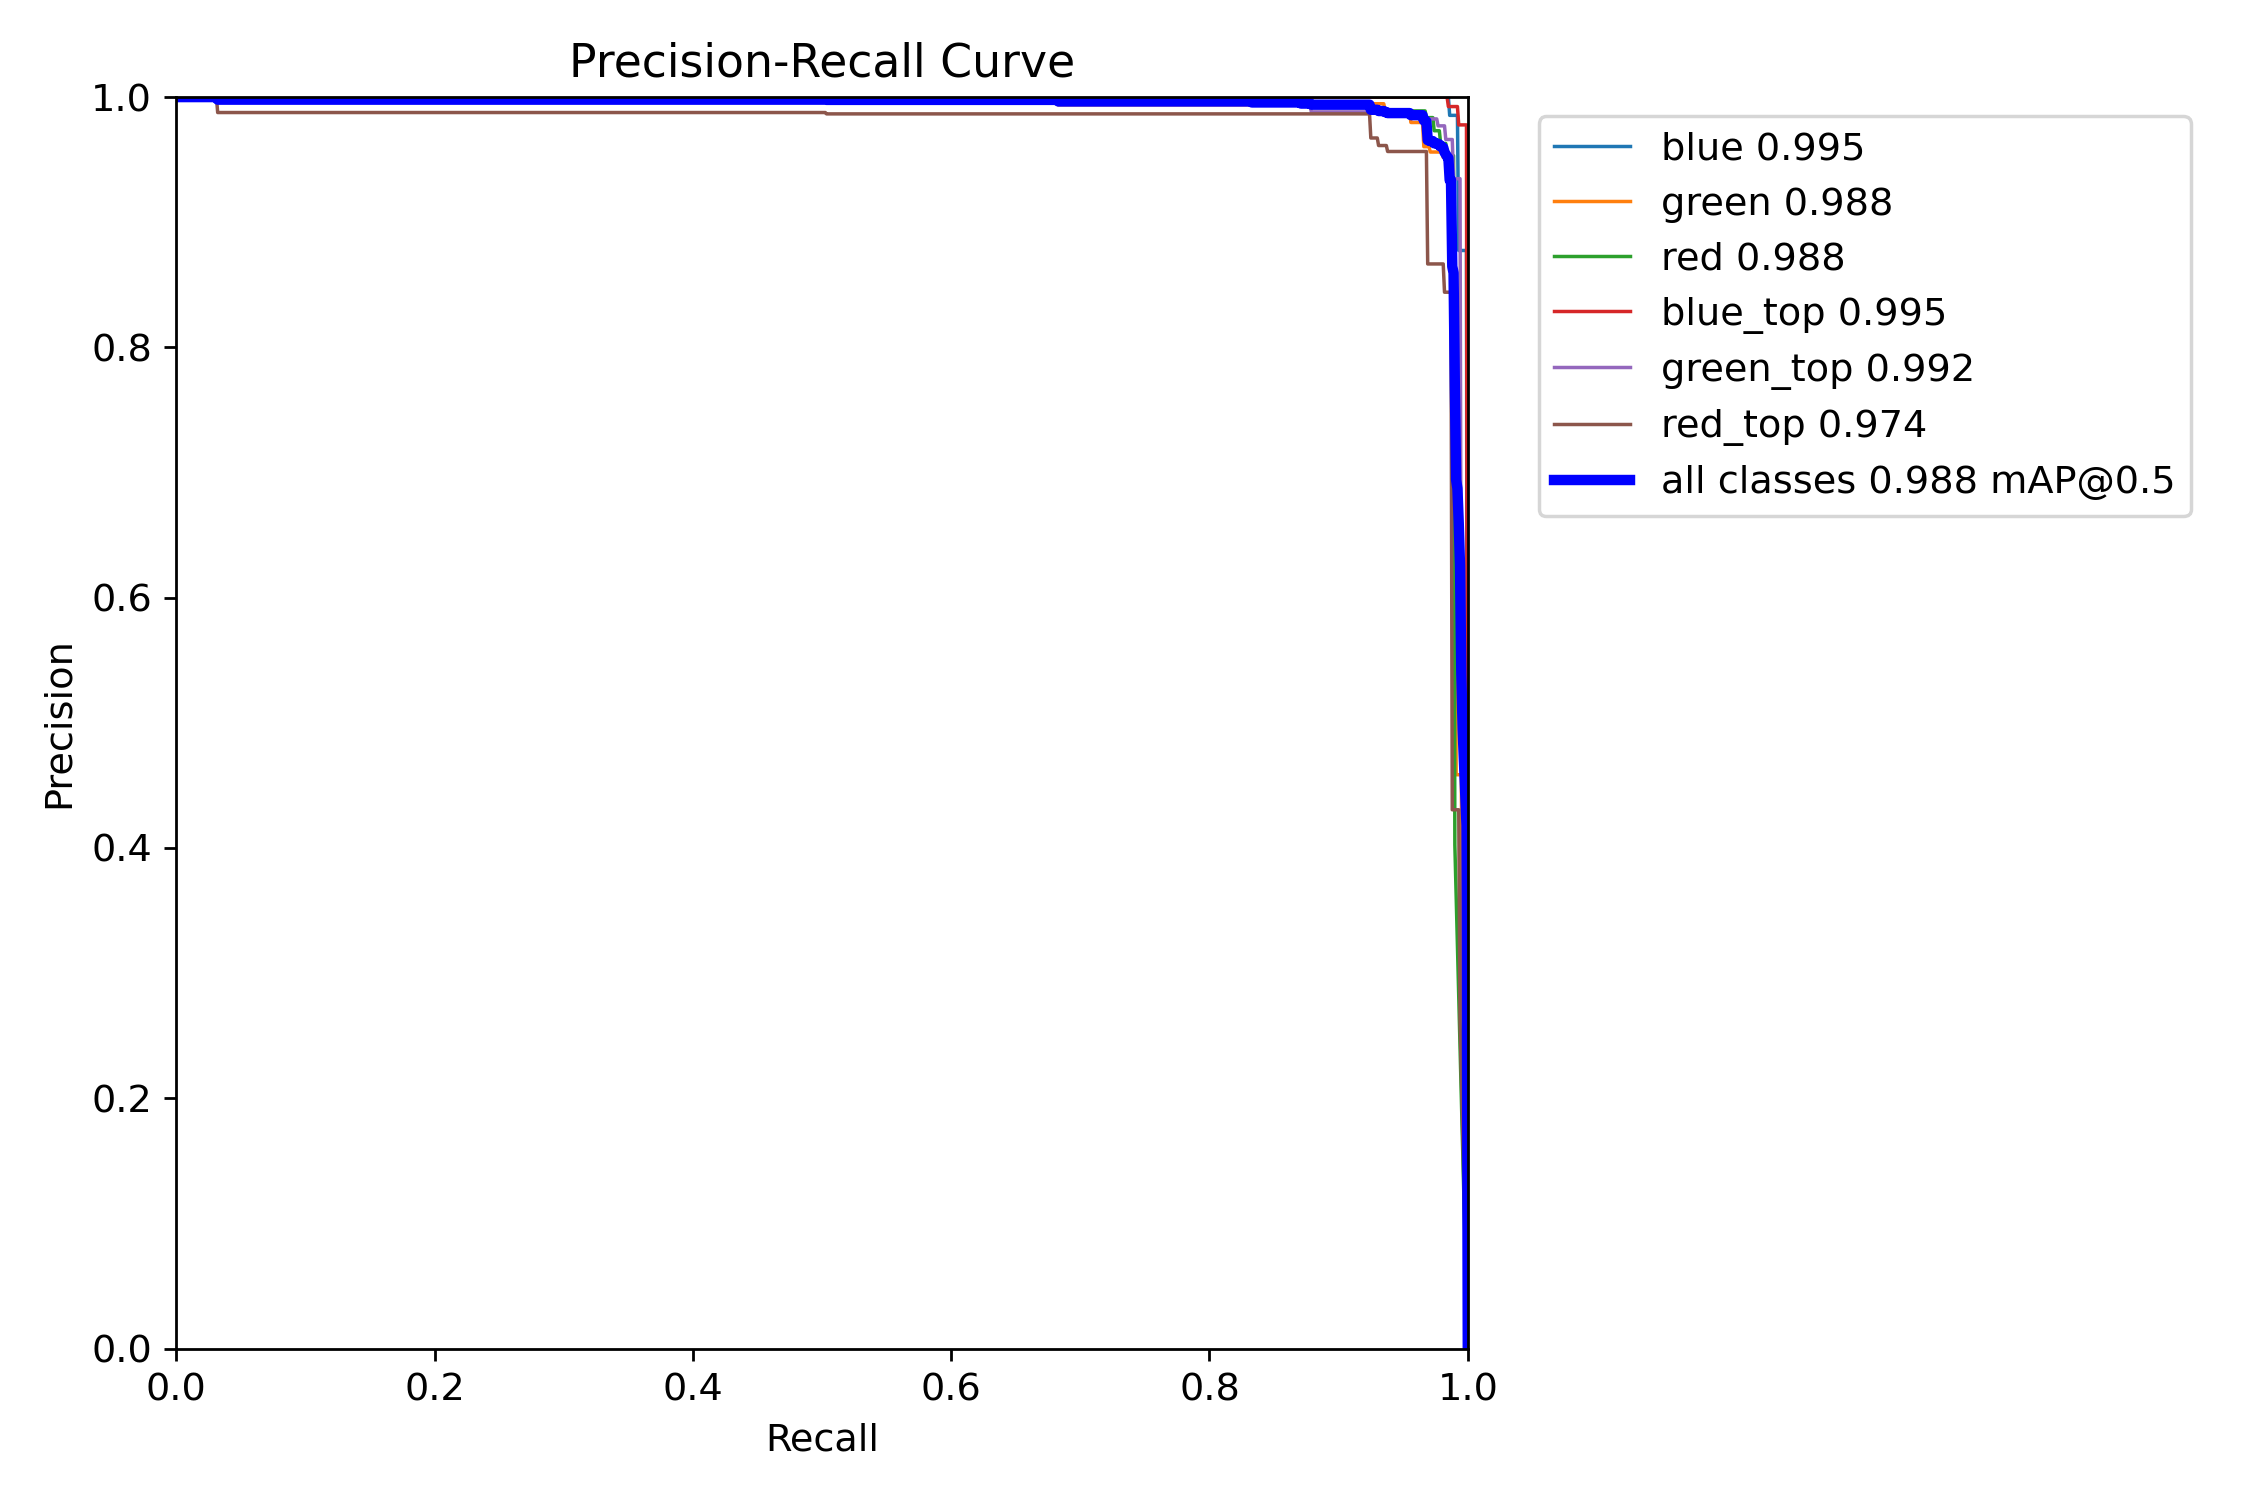 Precision-Recall Curve
1.0
0.8
0.6
0.4
0.2
0.0
Precision
0.0 0.2 0.4 0.6 0.8 1.0
Recall
blue 0.995
green 0.988
red 0.988
blue_top 0.995
green_top 0.992
red_top 0.974
all classes 0.988 mAP@0.5